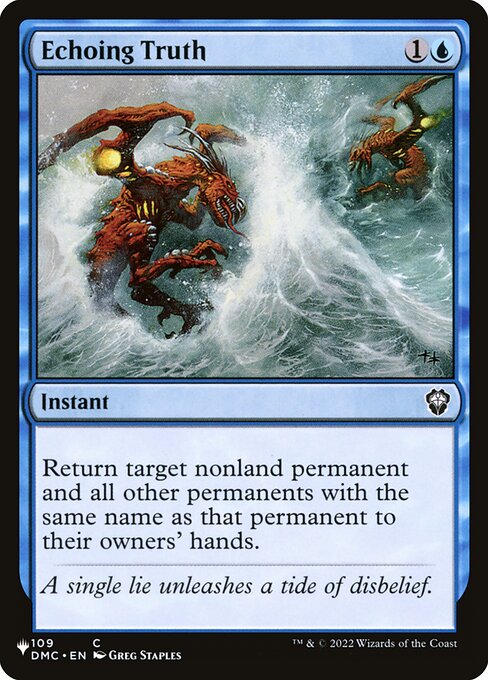 Echoing Truth 1
Instant
Return target nonland permanent
and all other permanents with the
same name as that permanent to
their owners' hands.
A single lie unleashes a tide of disbelief.
109 C
DMC • EN Greg Staples
™ & © 2022 Wizards of the Coast